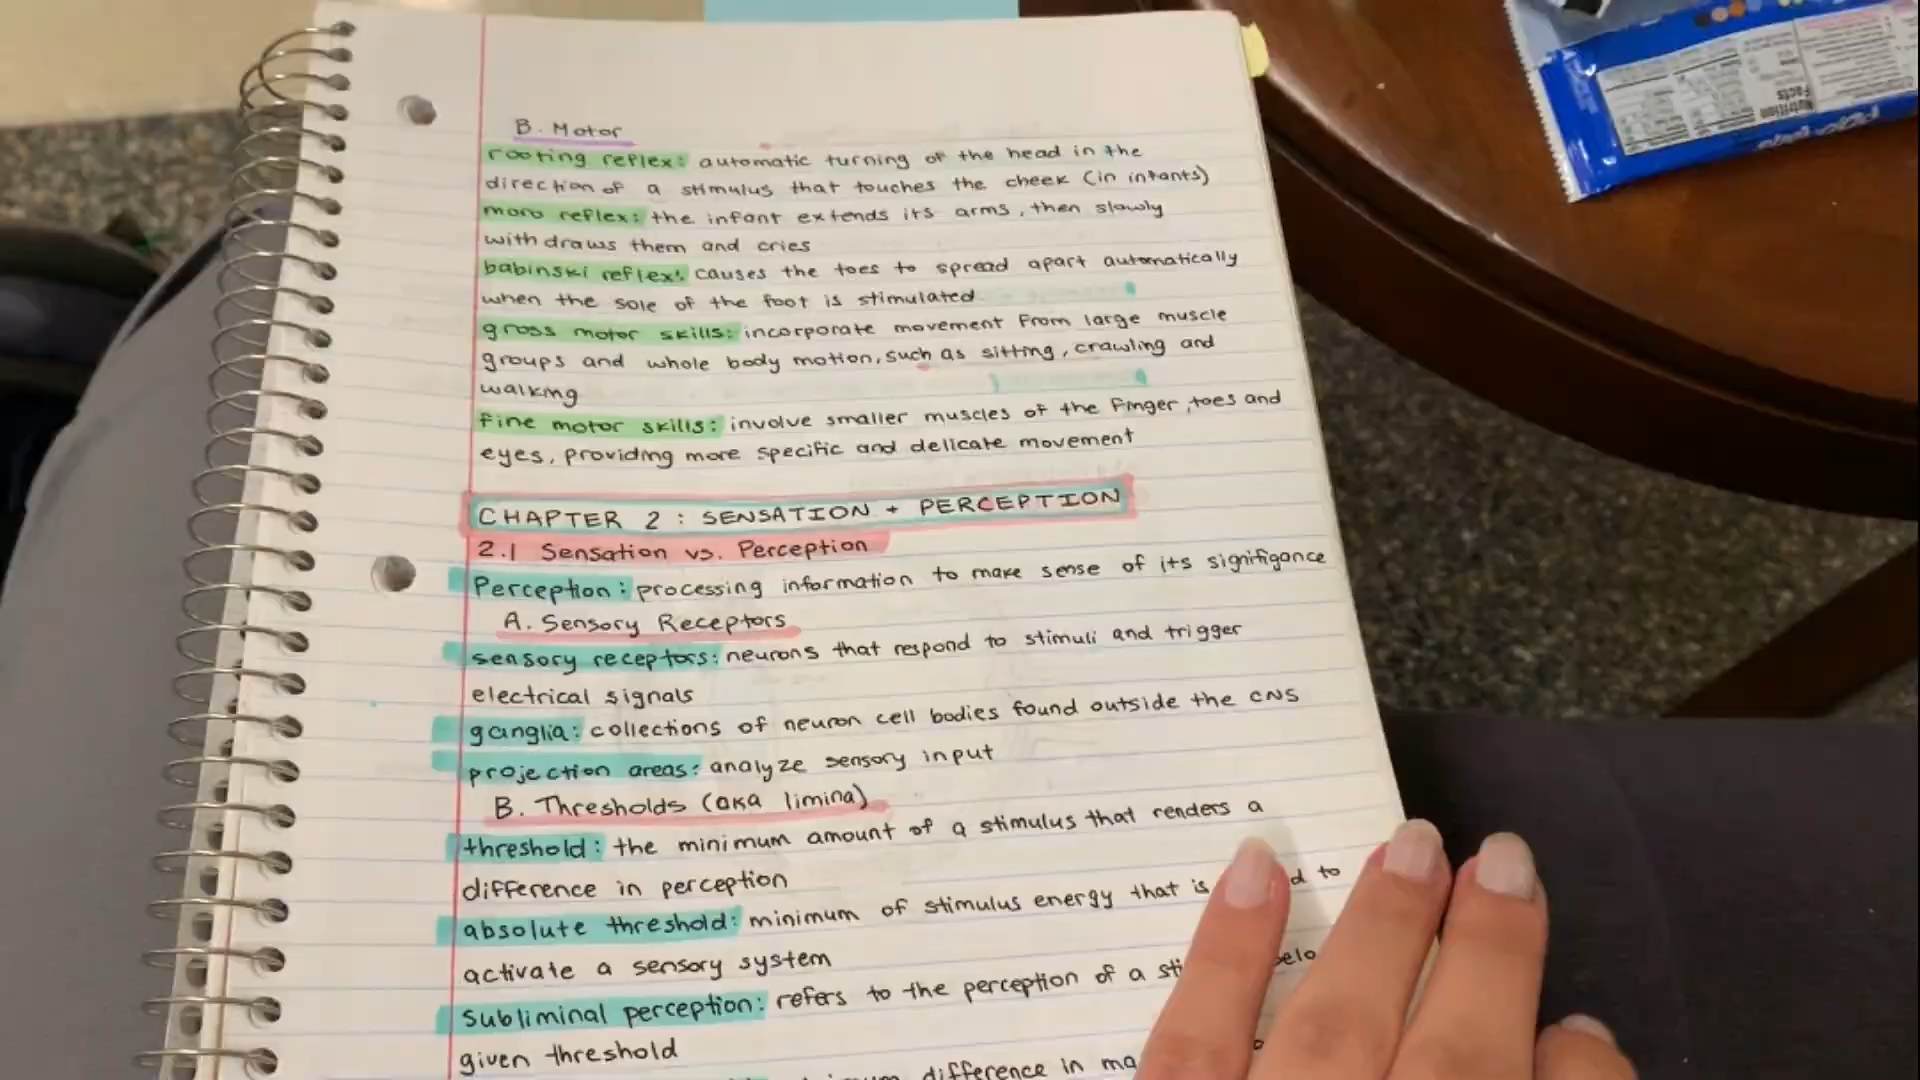 B. Motor
rooting reflex: automatic turning of the head in the
direction of a stimulus that touches the cheek (in infants)
moro reflex: the infant extends its arms, then slowly
withdraws them and cries
babinski reflex: causes the toes to spread apart automatically
when the sole of the foot is stimulated
gross motor skills: incorporate movement from large muscle
groups and whole body motion, such as sitting, crawling and
walking
fine motor skills: involve smaller muscles of the finger, toes and
eyes, providing more specific and delicate movement
CHAPTER 2: SENSATION + PERCEPTION
2.1 Sensation vs. Perception
Perception: processing information to make sense of its signifigance
A. Sensory Receptors
sensory receptors: neurons that respond to stimuli and trigger
electrical signals
ganglia: collections of neuron cell bodies found outside the CNS
projection areas: analyze sensory input
B. Thresholds (aka limina)
threshold: the minimum amount of a stimulus that renders a
difference in perception
absolute threshold: minimum of stimulus energy that is to
activate a sensory system
subliminal perception: refers to the perception of a
given threshold
difference in
Nutrition
Facts